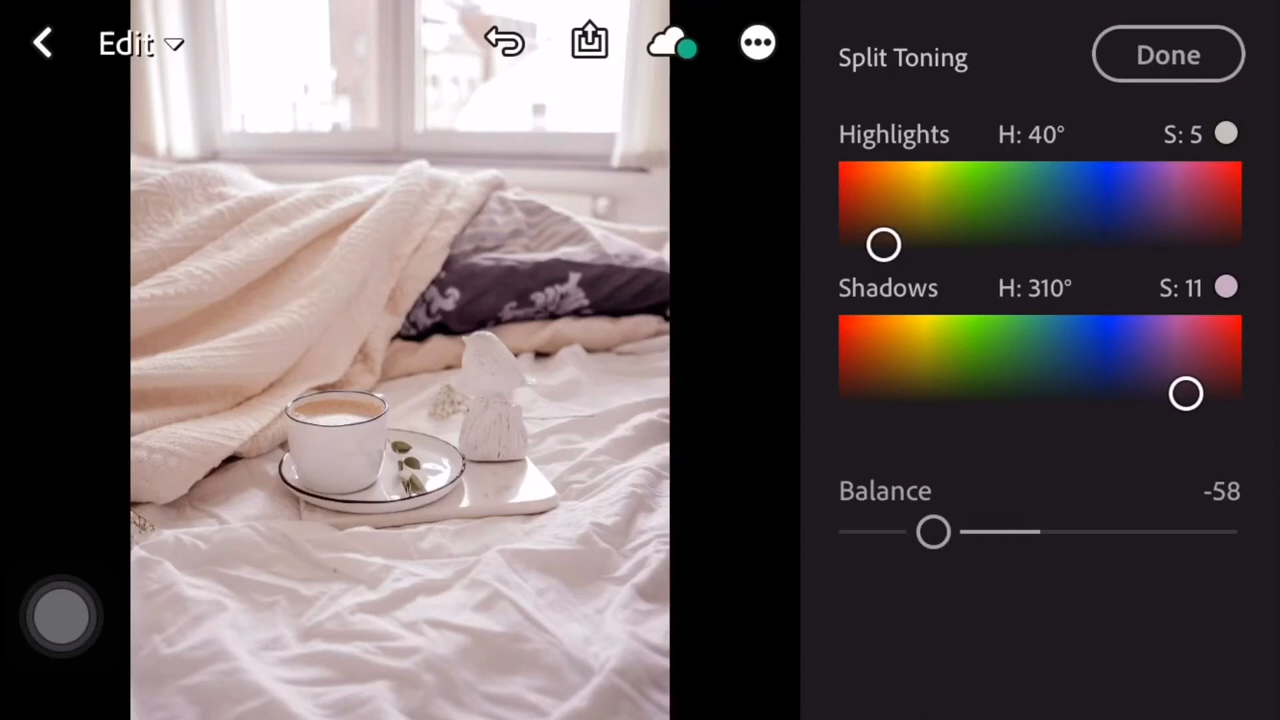 Edit
Split Toning
Done
Highlights H: 40° S: 5
Shadows H: 310° S: 11
Balance -58